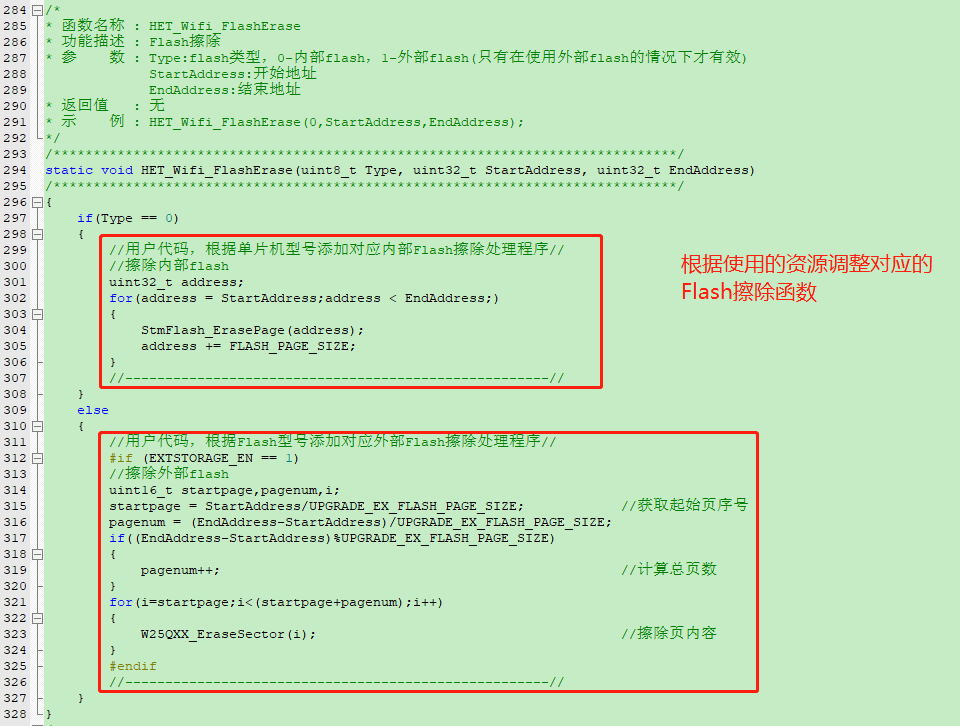 284 /*
285 * 函数名称 : HET_Wifi_FlashErase
286 * 功能描述 : Flash擦除
287 * 参    数 : Type:flash类型，0-内部flash，1-外部flash(只有在使用外部flash的情况下才有效)
288              StartAddress:开始地址
289              EndAddress:结束地址
290 * 返回值   : 无
291 * 示    例 : HET_Wifi_FlashErase(0,StartAddress,EndAddress);
292 */
293 /******************************************************************************/
294 static void HET_Wifi_FlashErase(uint8_t Type, uint32_t StartAddress, uint32_t EndAddress)
295 /******************************************************************************/
296 {
297     if(Type == 0)
298     {
299         //用户代码，根据单片机型号添加对应内部Flash擦除处理程序//
300         //擦除内部flash
301         uint32_t address;
302         for(address = StartAddress;address < EndAddress;)
303         {
304             StmFlash_ErasePage(address);
305             address += FLASH_PAGE_SIZE;
306         }
307         //-----------------------------------------------------//
308     }
309     else
310     {
311         //用户代码，根据Flash型号添加对应外部Flash擦除处理程序//
312         #if (EXTSTORAGE_EN == 1)
313         //擦除外部flash
314         uint16_t startpage,pagenum,i;
315         startpage = StartAddress/UPGRADE_EX_FLASH_PAGE_SIZE;            //获取起始页序号
316         pagenum = (EndAddress-StartAddress)/UPGRADE_EX_FLASH_PAGE_SIZE;
317         if((EndAddress-StartAddress)%UPGRADE_EX_FLASH_PAGE_SIZE)
318         {
319             pagenum++;                                                  //计算总页数
320         }
321         for(i=startpage;i<(startpage+pagenum);i++)
322         {
323             W25QXX_EraseSector(i);                                      //擦除页内容
324         }
325         #endif
326         //-----------------------------------------------------//
327     }
328 }
根据使用的资源调整对应的
Flash擦除函数